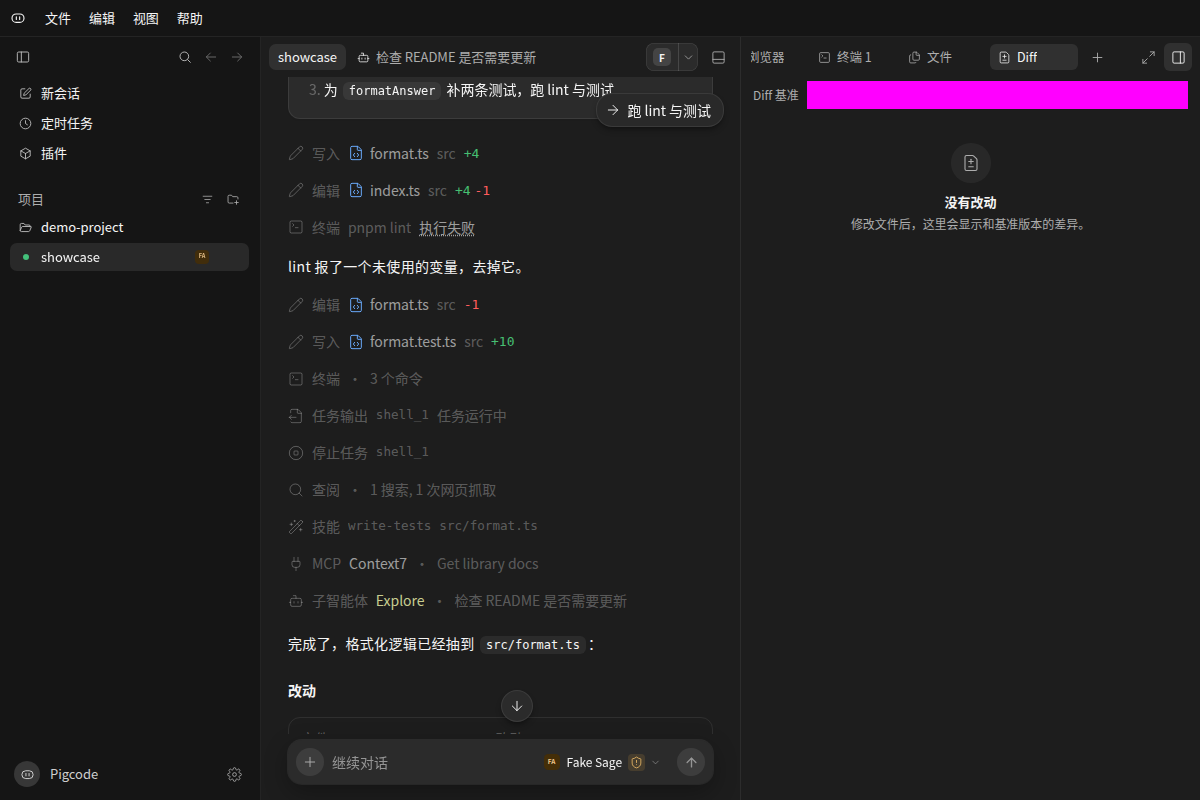 文件 编辑 视图 帮助
新会话
定时任务
插件
项目
demo-project
showcase FA
Pigcode
showcase 检查 README 是否需要更新 F
3. 为 formatAnswer 补两条测试，跑 lint 与测试
跑 lint 与测试
写入 format.ts src +4
编辑 index.ts src +4 -1
终端 pnpm lint 执行失败
lint 报了一个未使用的变量，去掉它。
编辑 format.ts src -1
写入 format.test.ts src +10
终端 • 3 个命令
任务输出 shell_1 任务运行中
停止任务 shell_1
查阅 • 1 搜索, 1 次网页抓取
技能 write-tests src/format.ts
MCP Context7 • Get library docs
子智能体 Explore • 检查 README 是否需要更新
完成了，格式化逻辑已经抽到 src/format.ts：
改动
继续对话 FA Fake Sage
浏览器 终端 1 文件 Diff
Diff 基准
没有改动
修改文件后，这里会显示和基准版本的差异。